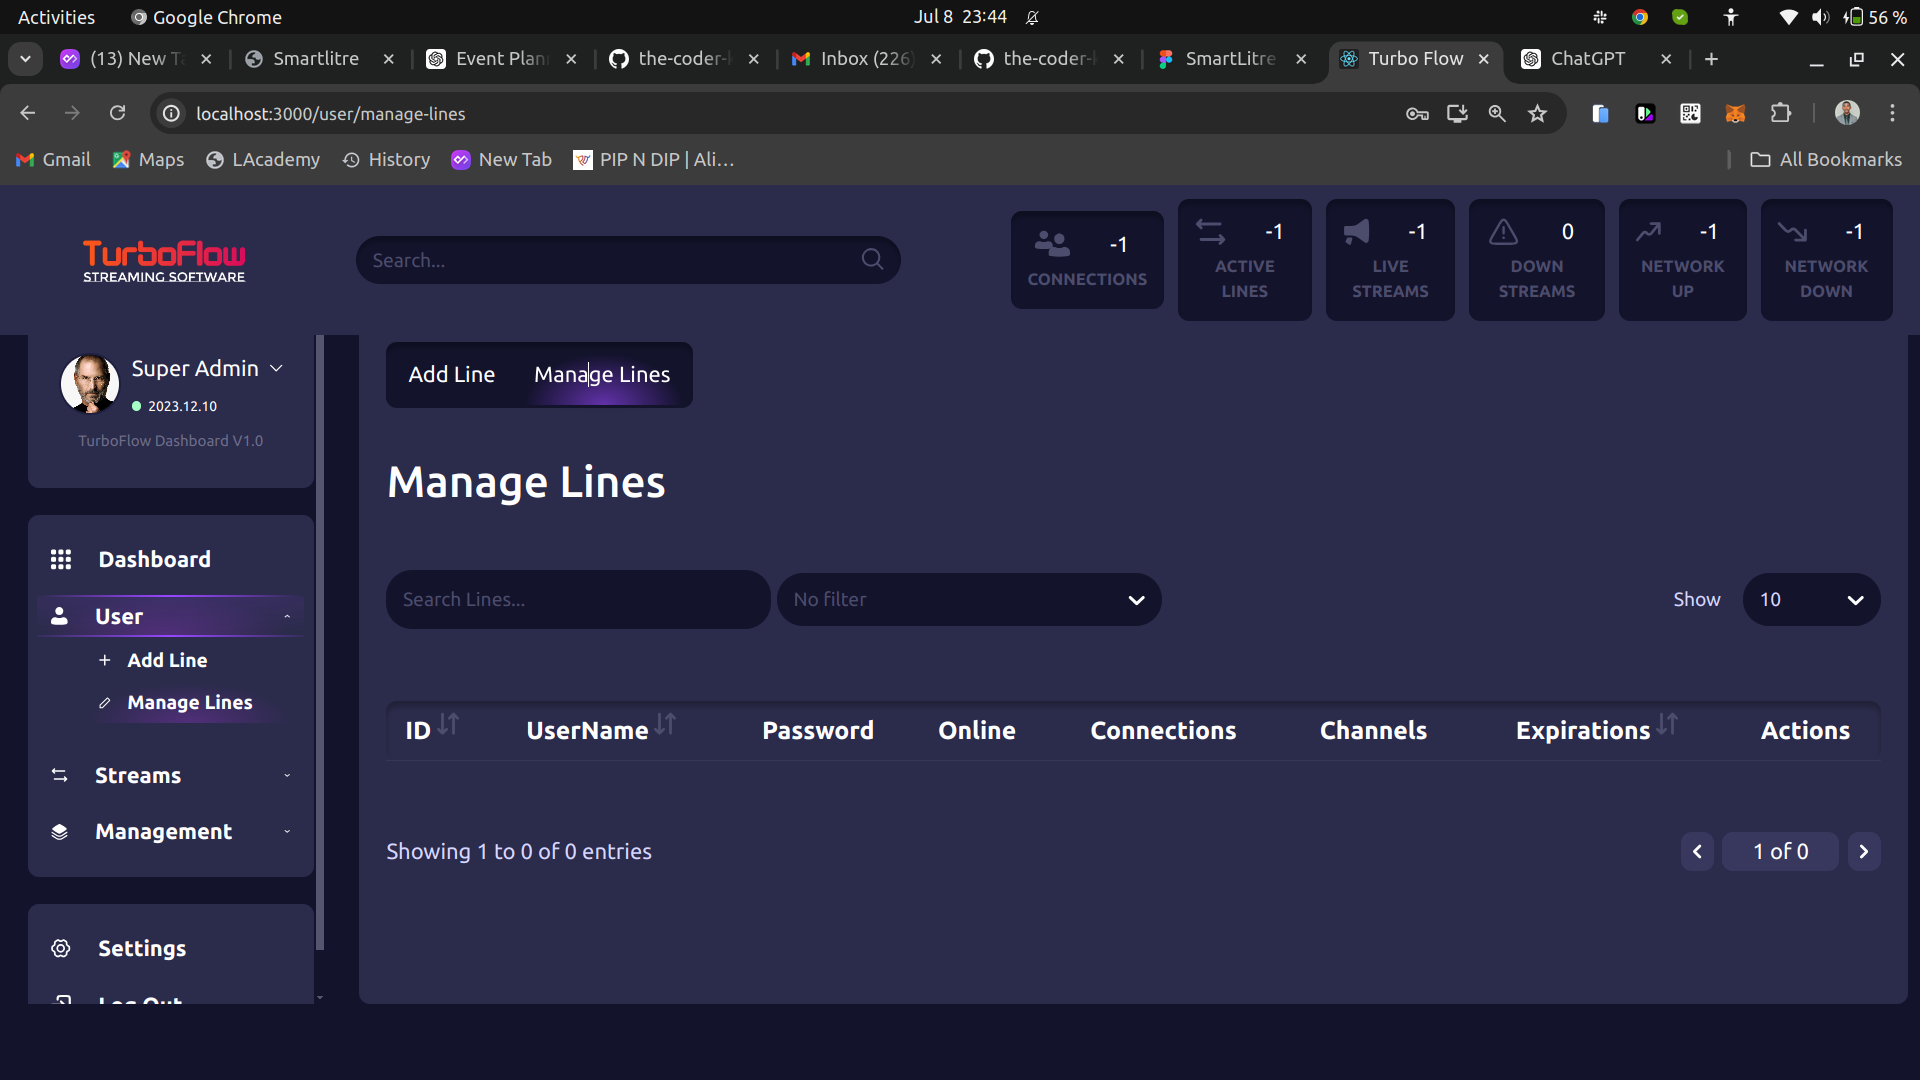 Activities
Google Chrome
Jul 8 23:44
56 %
(13) New Ta
Smartlitre
Event Plan
the-coder-
Inbox (226)
the-coder-
SmartLitre
Turbo Flow
ChatGPT
localhost:3000/user/manage-lines
Gmail
Maps
LAcademy
History
New Tab
PIP N DIP | Ali...
All Bookmarks
TurboFlow
STREAMING SOFTWARE
Search...
-1
CONNECTIONS
-1
ACTIVE
LINES
-1
LIVE
STREAMS
0
DOWN
STREAMS
-1
NETWORK
UP
-1
NETWORK
DOWN
Super Admin
2023.12.10
TurboFlow Dashboard V1.0
Dashboard
User
Add Line
Manage Lines
Streams
Management
Settings
Log Out
Add Line
Manage Lines
Manage Lines
Search Lines...
No filter
Show
10
ID
UserName
Password
Online
Connections
Channels
Expirations
Actions
Showing 1 to 0 of 0 entries
1 of 0